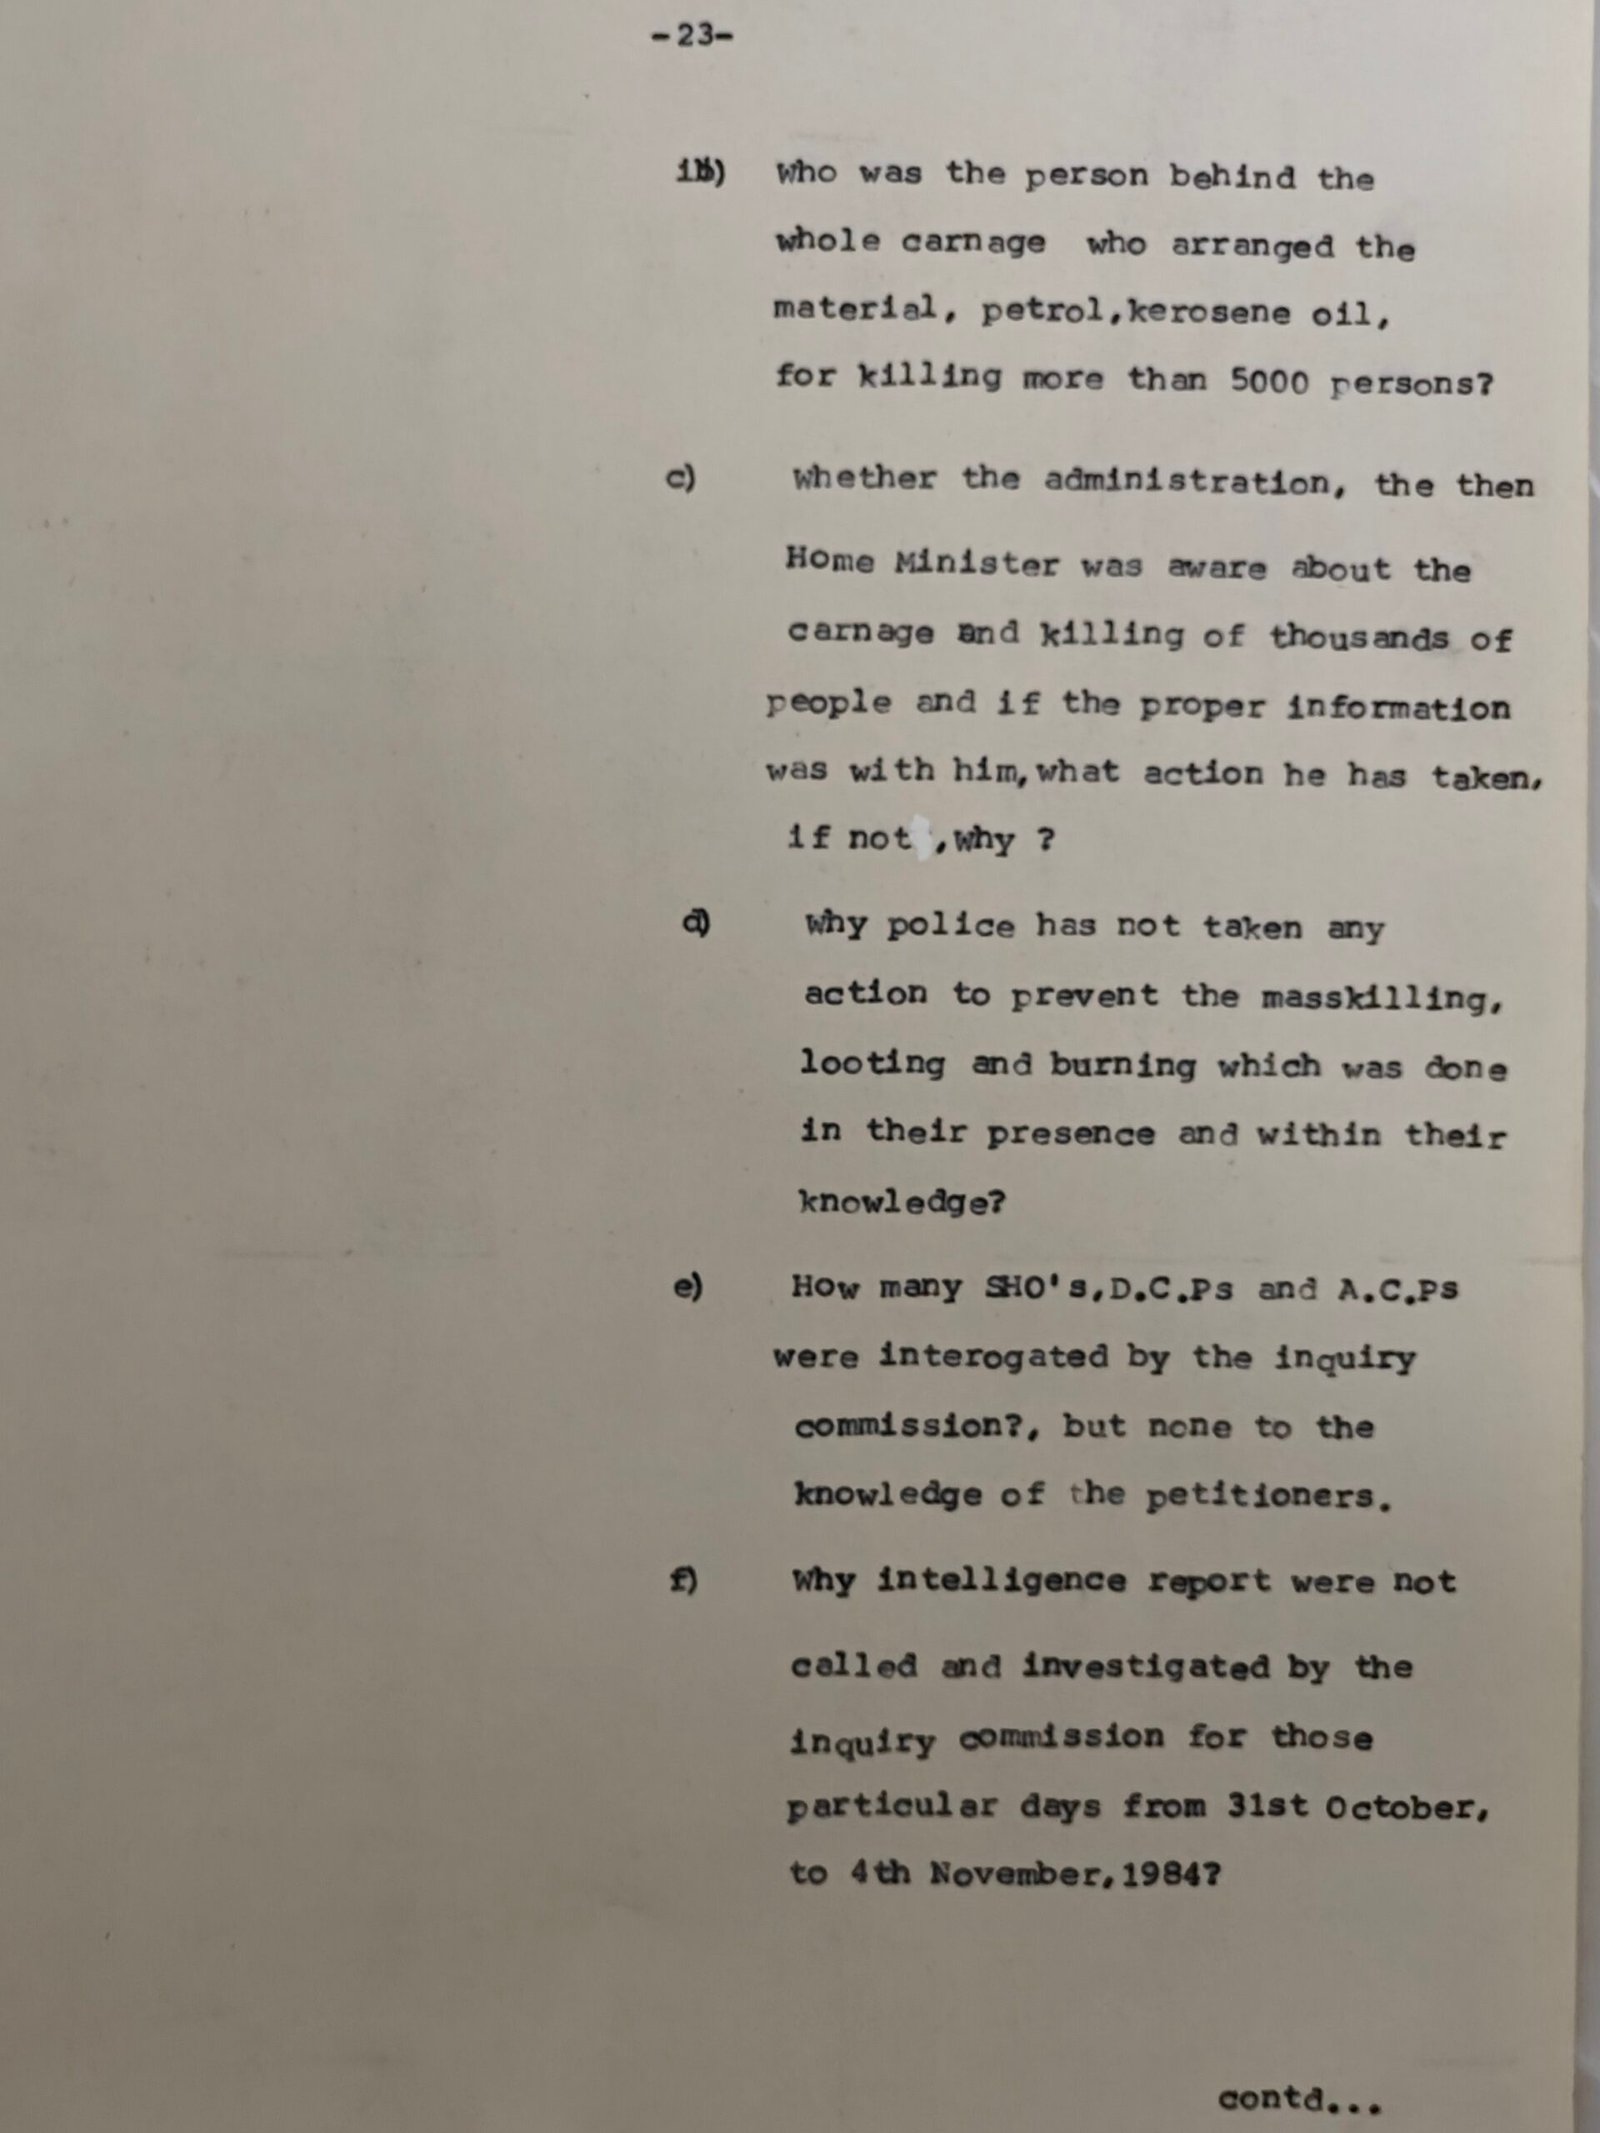 -23-
b) Who was the person behind the
whole carnage who arranged the
material, petrol,kerosene oil,
for killing more than 5000 persons?
c) Whether the administration, the then
Home Minister was aware about the
carnage and killing of thousands of
people and if the proper information
was with him,what action he has taken,
if not ,why ?
d) Why police has not taken any
action to prevent the masskilling,
looting and burning which was done
in their presence and within their
knowledge?
e) How many SHO's,D.C.Ps and A.C.Ps
were interogated by the inquiry
commission?, but none to the
knowledge of the petitioners.
f) Why intelligence report were not
called and investigated by the
inquiry commission for those
particular days from 31st October,
to 4th November,1984?
contd...